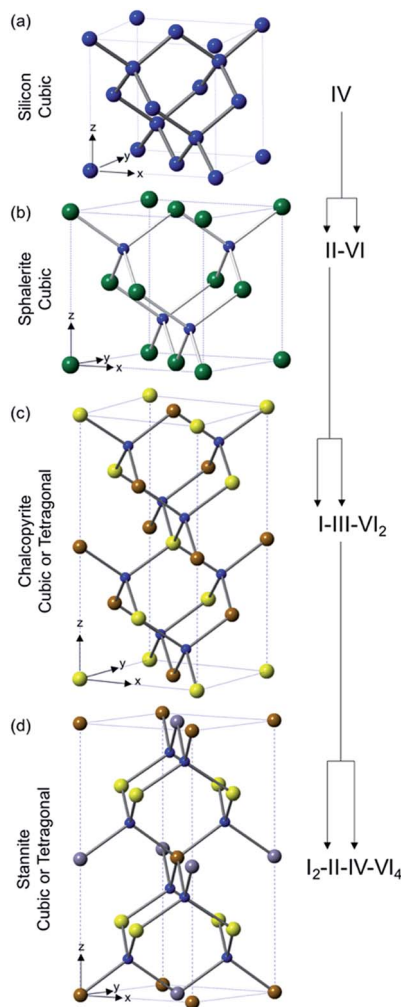 (a)
Silicon
Cubic
z
y
x
IV
(b)
Sphalerite
Cubic
z
y
x
II-VI
(c)
Chalcopyrite
Cubic or Tetragonal
z
y
x
I-III-VI₂
(d)
Stannite
Cubic or Tetragonal
z
y
x
I₂-II-IV-VI₄